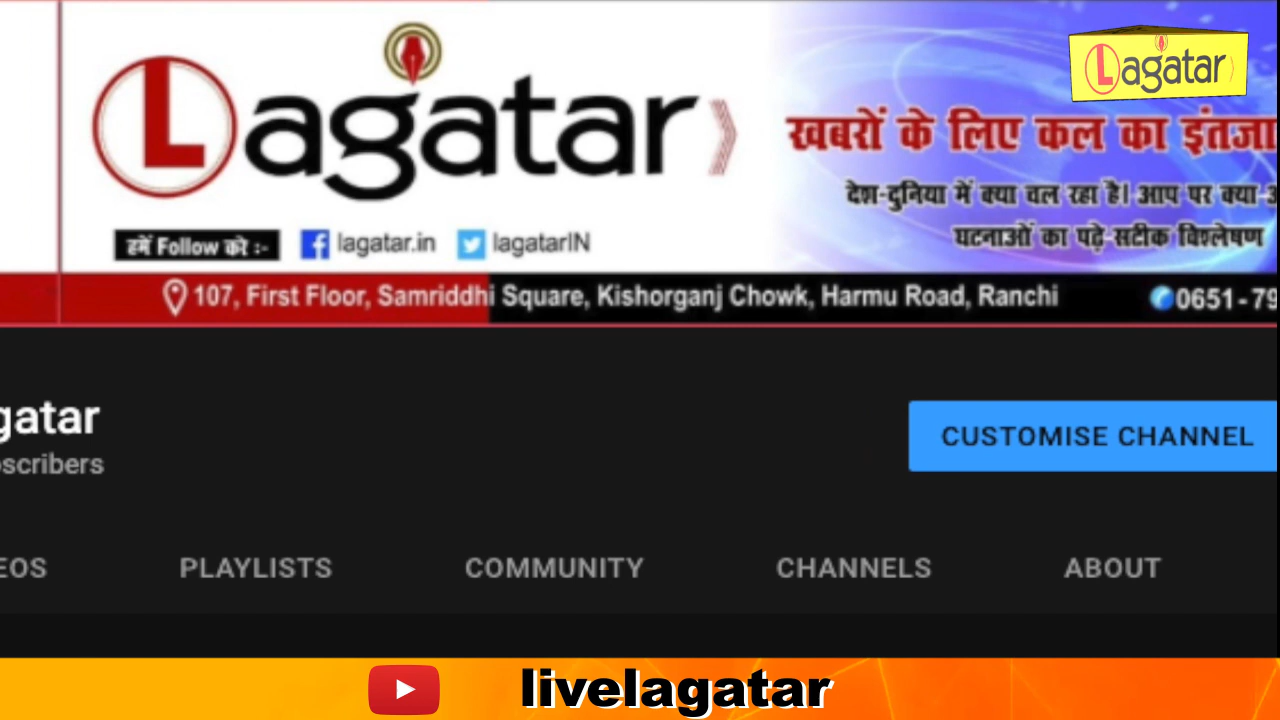 Lagatar
Lagatar
खबरों के लिए कल का
देश-दुनिया में क्या चल रहा है। आप पर क्या
घटनाओं का पढ़े-सटीक विश्लेषण
हमें Follow करे :-
lagatar.in
lagatarIN
107, First Floor, Samriddhi Square, Kishorganj Chowk, Harmu Road, Ranchi
0651-79
gatar
scribers
CUSTOMISE CHANNEL
EOS
PLAYLISTS
COMMUNITY
CHANNELS
ABOUT
livelagatar